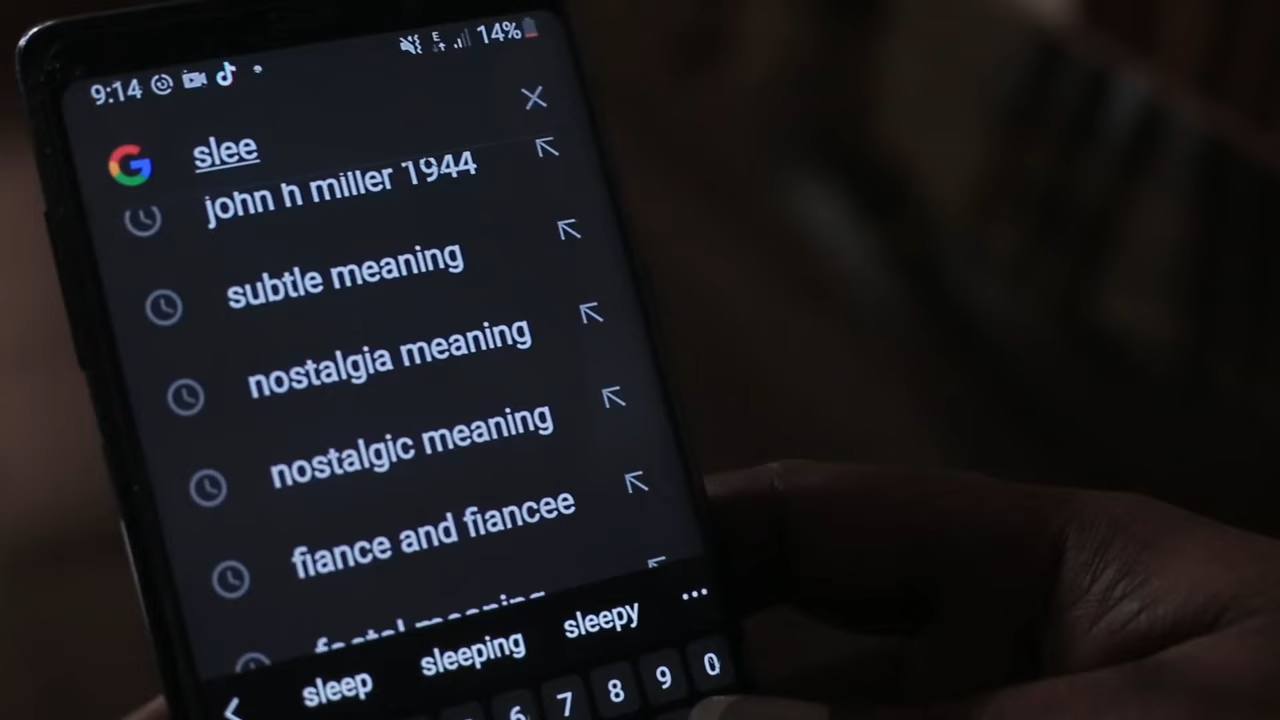 9:14 E 14%
slee
john h miller 1944
subtle meaning
nostalgia meaning
nostalgic meaning
fiance and fiancee
meaning
sleep sleeping sleepy
6 7 8 9 0